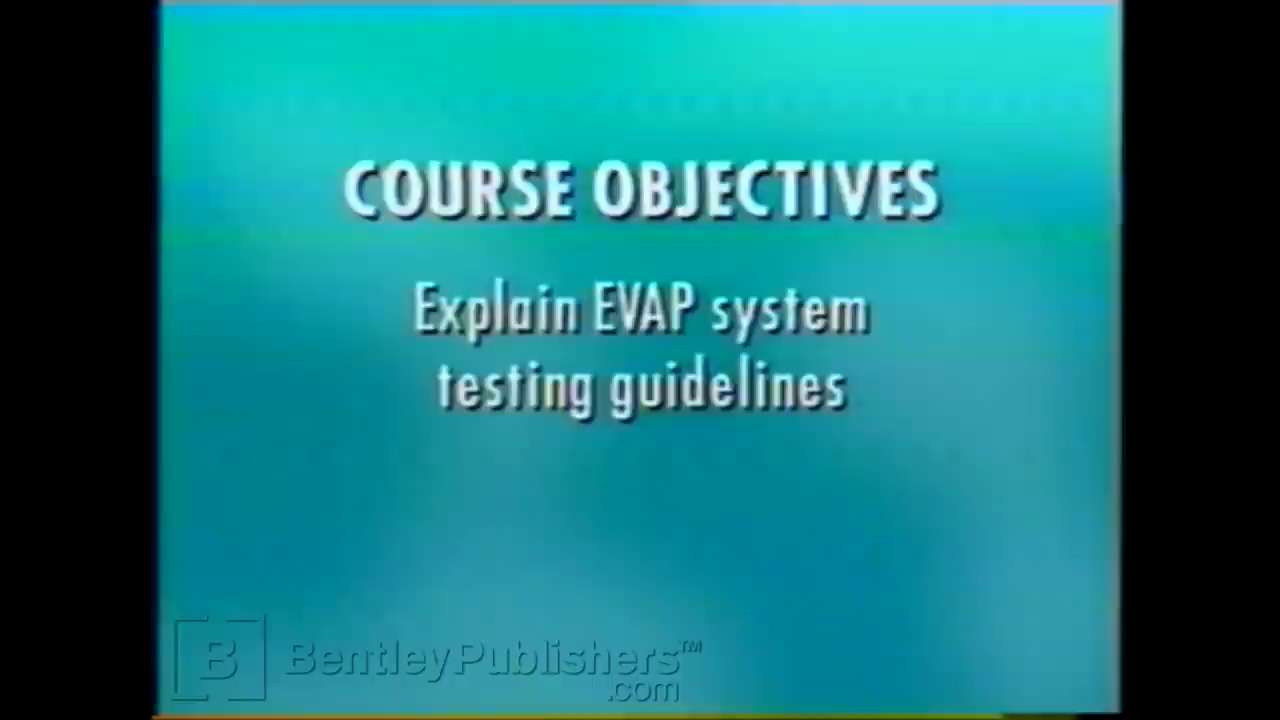 COURSE OBJECTIVES
Explain EVAP system
testing guidelines
[B] BentleyPublishers™
.com